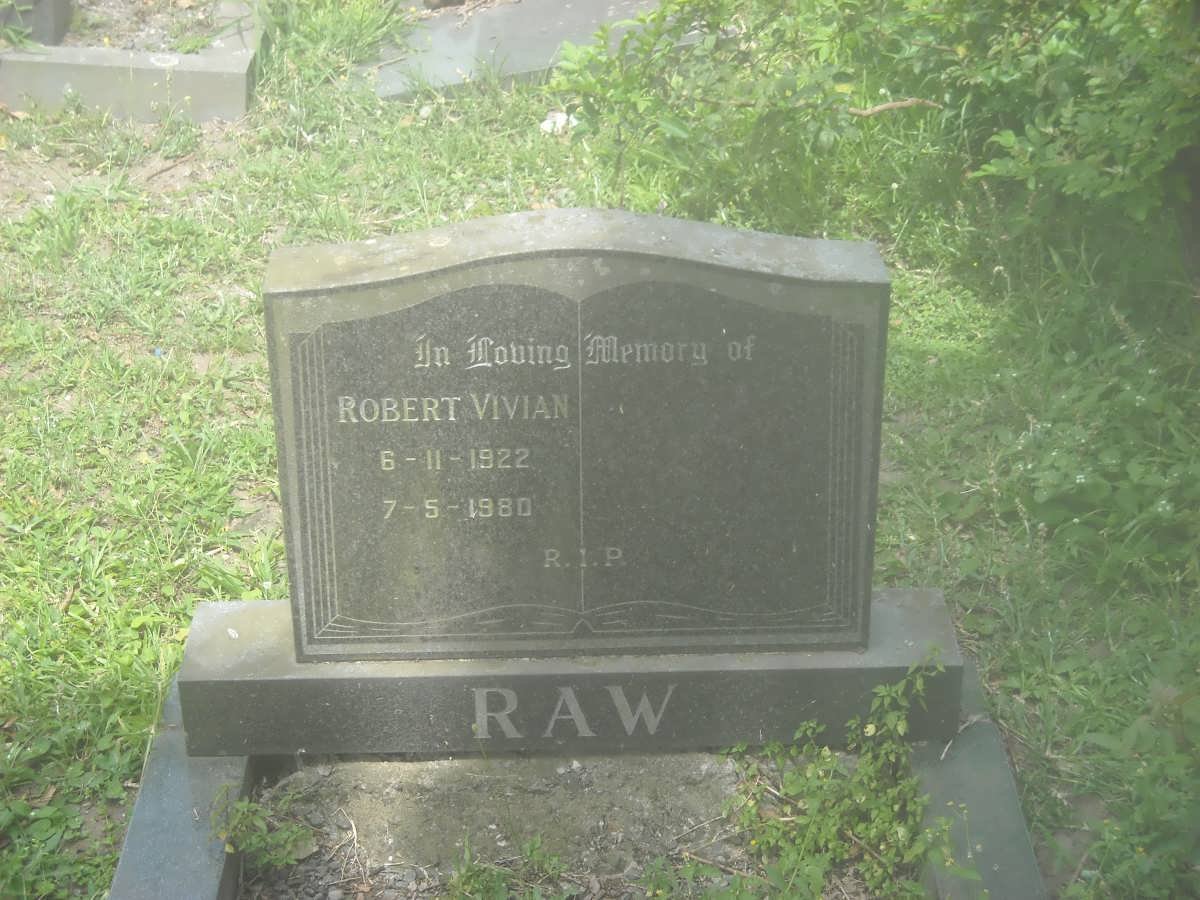 In Loving Memory of
ROBERT VIVIAN
6-11-1922
7-5-1980
R.I.P.
RAW